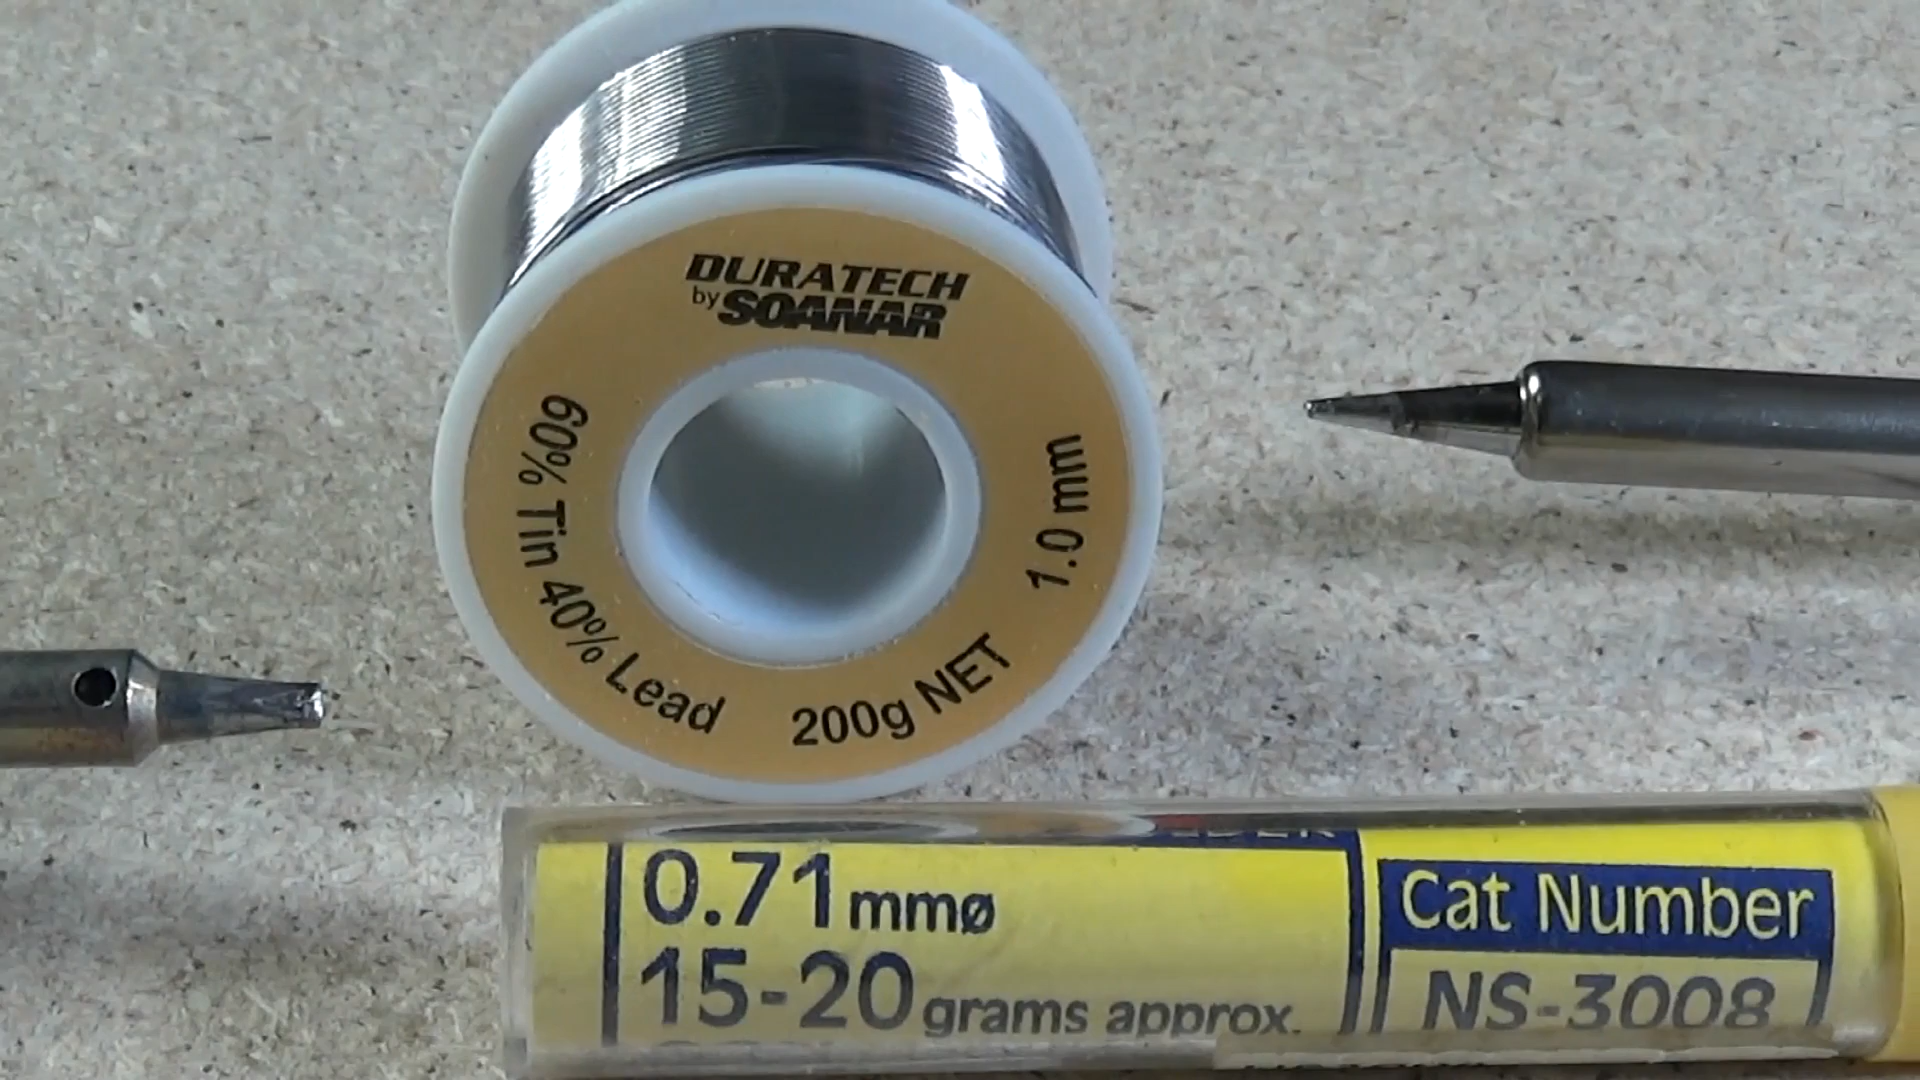 DURATECH
by SOANAR
60% Tin 40% Lead
200g NET
1.0 mm
0.71 mmø
15-20 grams approx.
Cat Number
NS-3008